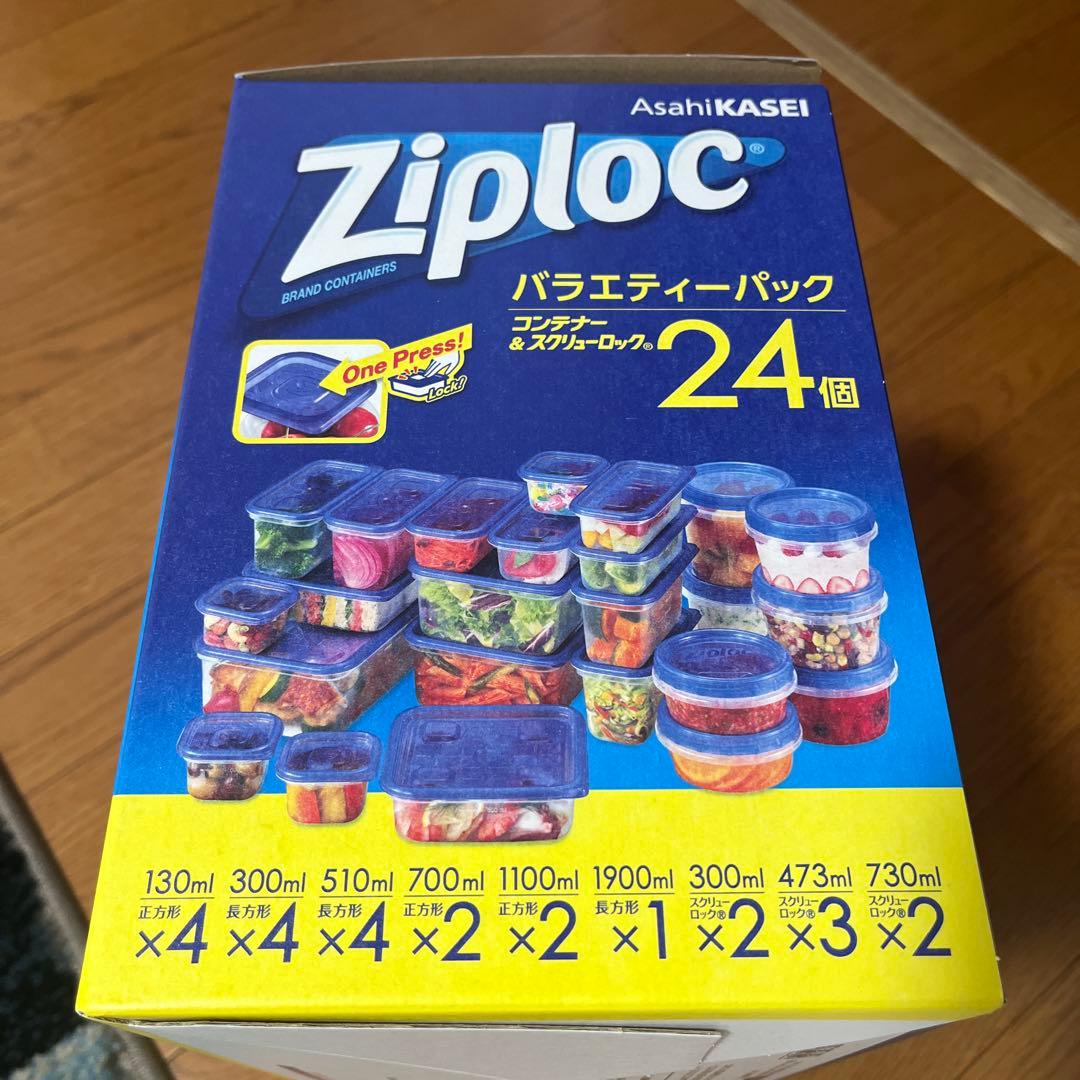 AsahiKASEI
Ziploc®
BRAND CONTAINERS
バラエティーパック
コンテナー
&スクリューロック®
24個
One Press!
Lock!
130ml 300ml 510ml 700ml 1100ml 1900ml 300ml 473ml 730ml
正方形 長方形 長方形 正方形 正方形 長方形 スクリューロック® スクリューロック® スクリューロック®
×4 ×4 ×4 ×2 ×2 ×1 ×2 ×3 ×2